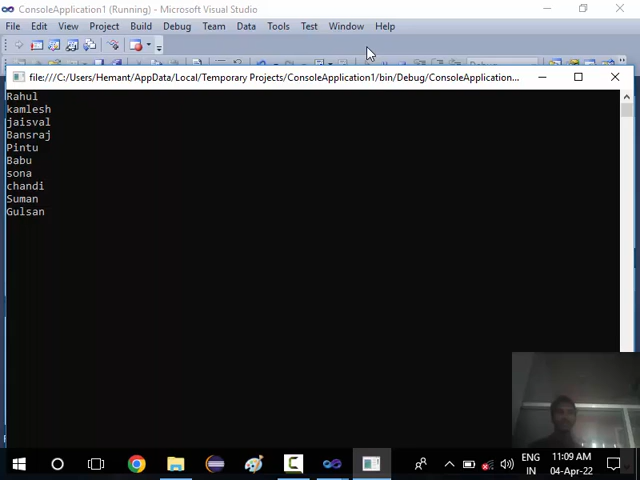 ConsoleApplication1 (Running) - Microsoft Visual Studio
File Edit View Project Build Debug Team Data Tools Test Window Help
file:///C:/Users/Hemant/AppData/Local/Temporary Projects/ConsoleApplication1/bin/Debug/ConsoleApplication...
Rahul
kamlesh
jaisval
Bansraj
Pintu
Babu
sona
chandi
Suman
Gulsan
ENG 11:09 AM
IN 04-Apr-22